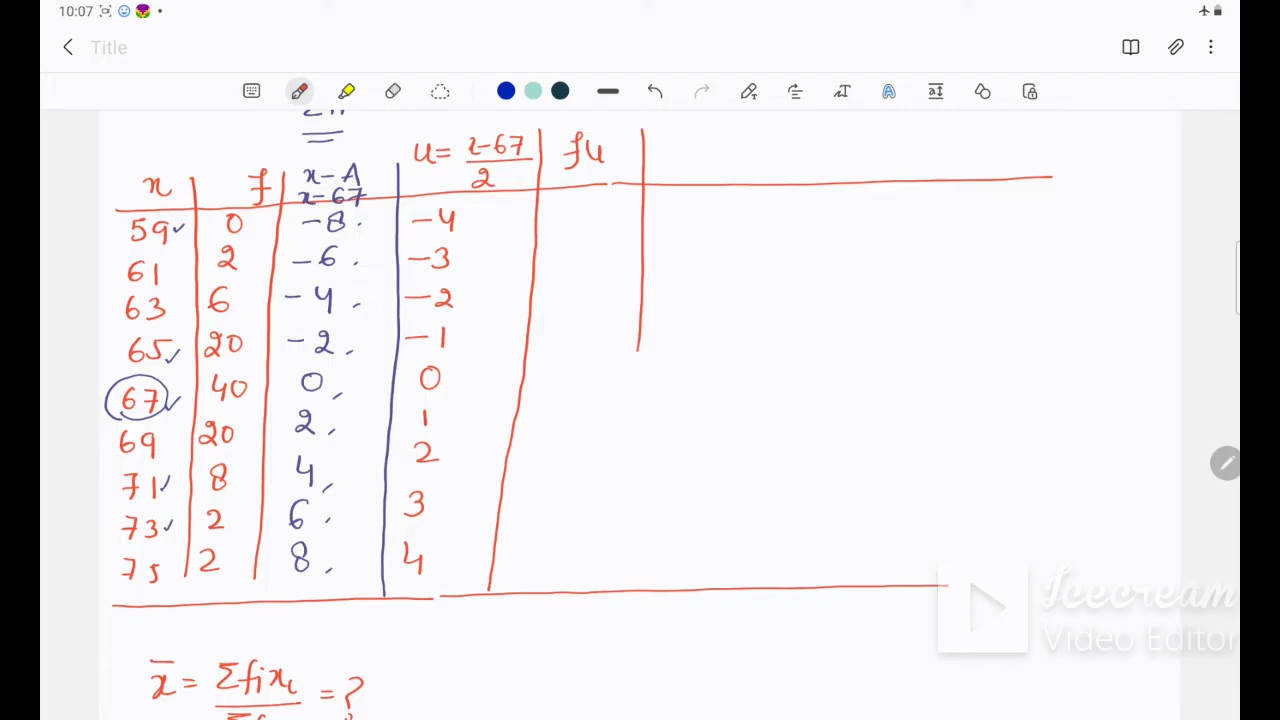 10:07
Title
x f x-A x-67 u= x-67/2 fu
59 0 -8 -4
61 2 -6 -3
63 6 -4 -2
65 20 -2 -1
67 40 0 0
69 20 2 1
71 8 4 2
73 2 6 3
75 2 8 4
x̄ = Σfixi = ?
Icecream
Video Editor